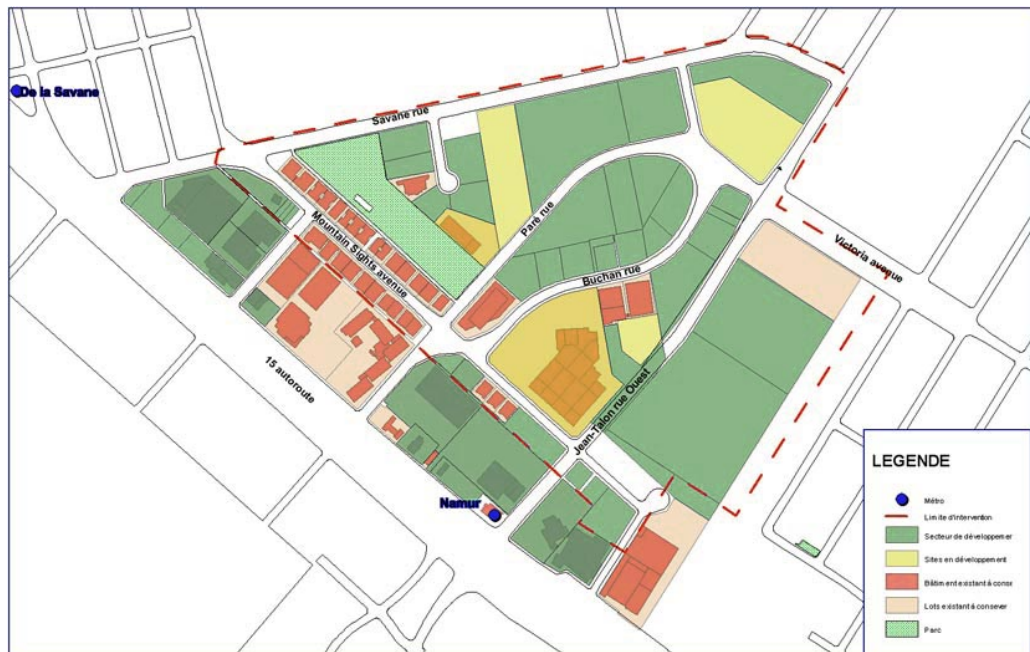 De la Savane
Savane rue
Mountain Sights avenue
Paré rue
Buchan rue
Victoria avenue
15 autoroute
Jean-Talon rue Ouest
Namur
LEGENDE
Métro
Limite d'intervention
Secteur de développemer
Sites en développement
Bâtiment existant à conser
Lots existant à consever
Parc